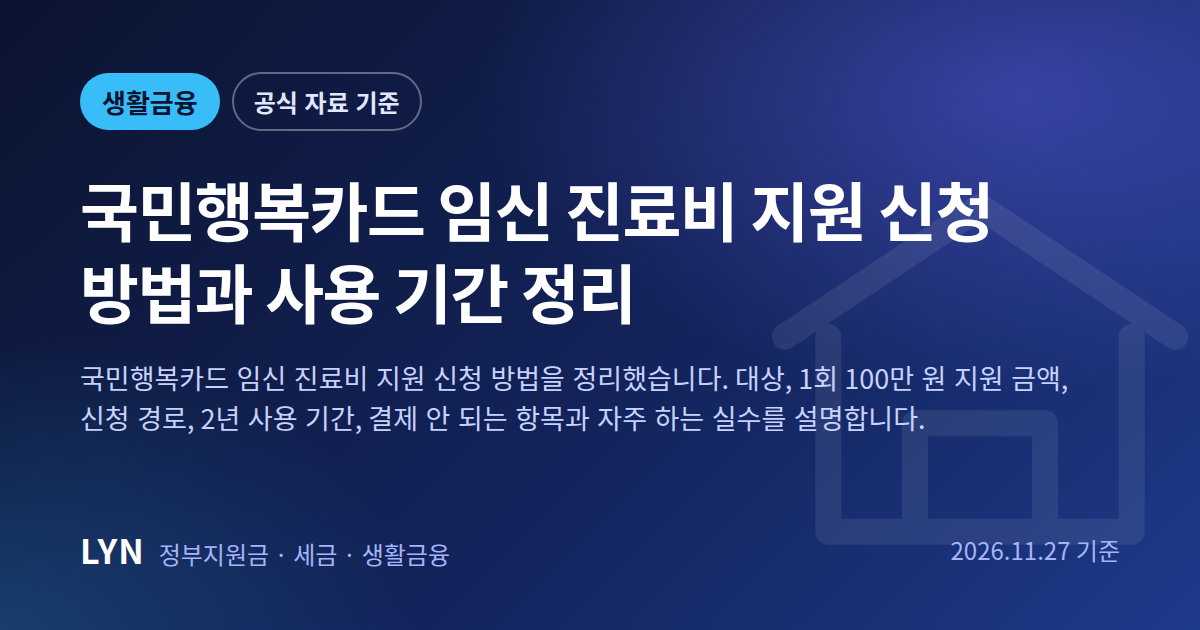 생활금융
공식 자료 기준
국민행복카드 임신 진료비 지원 신청
방법과 사용 기간 정리
국민행복카드 임신 진료비 지원 신청 방법을 정리했습니다. 대상, 1회 100만 원 지원 금액,
신청 경로, 2년 사용 기간, 결제 안 되는 항목과 자주 하는 실수를 설명합니다.
LYN 정부지원금 · 세금 · 생활금융
2026.11.27 기준